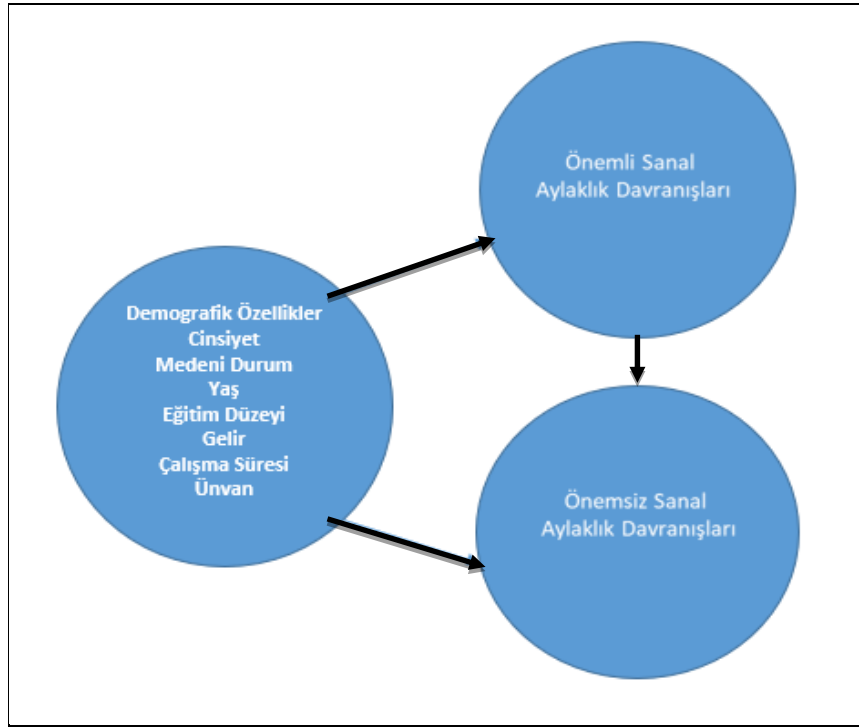 Önemli Sanal
Aylaklık Davranışları
Demografik Özellikler
Cinsiyet
Medeni Durum
Yaş
Eğitim Düzeyi
Gelir
Çalışma Süresi
Ünvan
Önemsiz Sanal
Aylaklık Davranışları